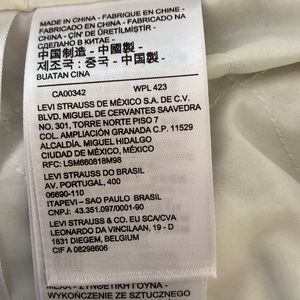 MADE IN CHINA - FABRIQUE EN CHINE -
FABRICADO EN CHINA - FABRICADO EM
CHINA - ÇİN' DE ÜRETİLMİŞTİR -
СДЕЛАНО В КИТАЕ -
中国制造 - 中國製 -
제조국: 중국 - 中国製 -
BUATAN CINA
CA00342 WPL 423
LEVI STRAUSS DE MÉXICO S.A. DE C.V.
BLVD. MIGUEL DE CERVANTES SAAVEDRA
NO. 301, TORRE NORTE PISO 7
COL. AMPLIACIÓN GRANADA C.P. 11529
ALCALDÍA. MIGUEL HIDALGO
CIUDAD DE MÉXICO, MÉXICO
RFC: LSM860818M98
LEVI STRAUSS DO BRASIL
AV. PORTUGAL, 400
06690-110
ITAPEVI – SAO PAULO BRASIL
CNPJ: 43.351.097/0001-90
LEVI STRAUSS & CO. EU SCA/CVA
LEONARDO DA VINCILAAN, 19 - D
1831 DIEGEM, BELGIUM
CIF A 08298606
ΜΕΧΑ - ΣΥΝΘΕΤΙΚΗ ΓΟΥΝΑ -
WYKOŃCZENIE ZE SZTUCZNEGO